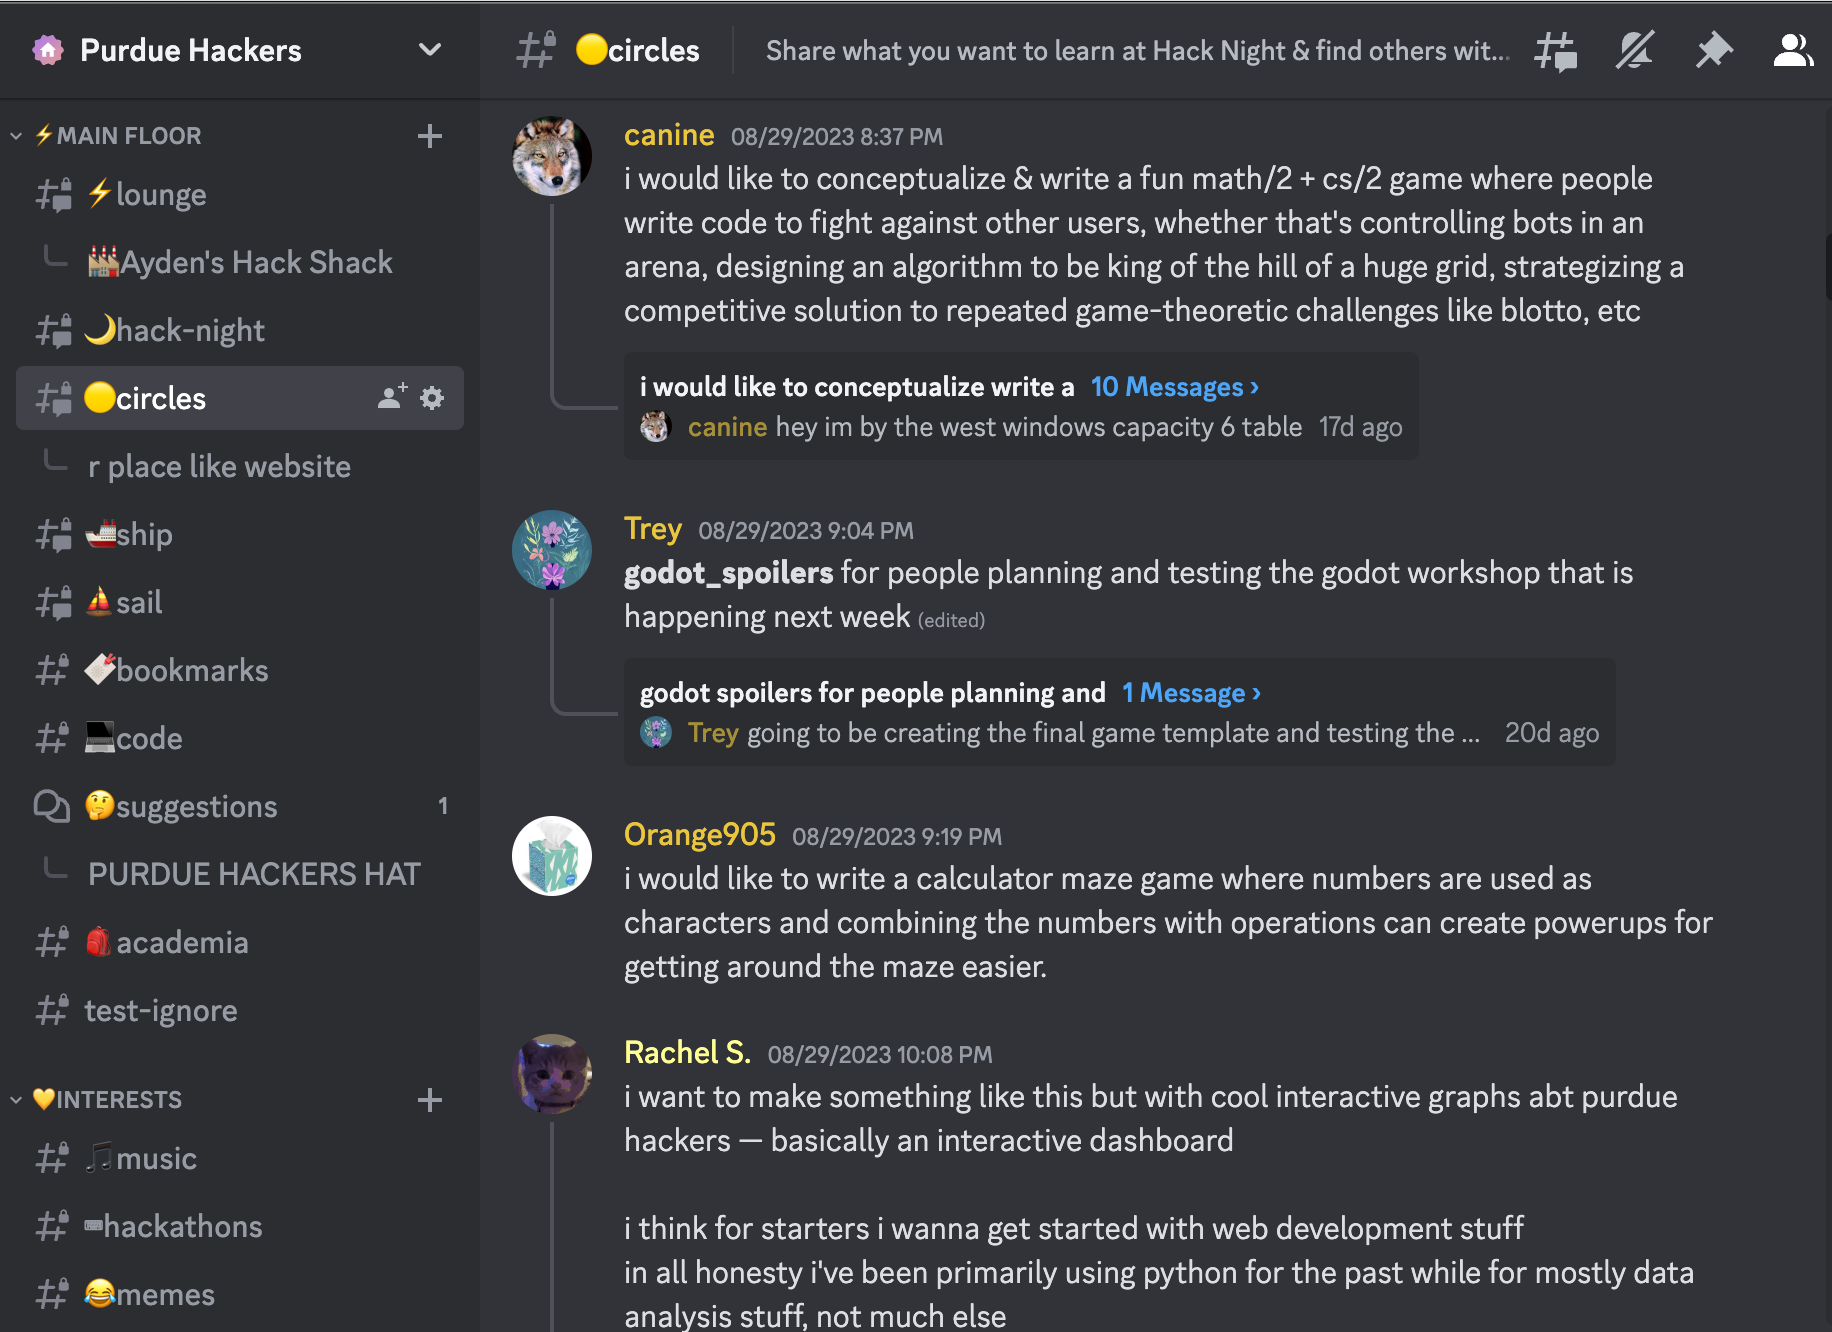 Purdue Hackers
⚡MAIN FLOOR
⚡lounge
🏭Ayden's Hack Shack
🌙hack-night
🟡circles
r place like website
🚢ship
⛵sail
🔖bookmarks
💻code
🤔suggestions 1
PURDUE HACKERS HAT
🎒academia
test-ignore
💛INTERESTS
🎵music
⌨hackathons
😂memes
🟡circles Share what you want to learn at Hack Night & find others wit...
canine 08/29/2023 8:37 PM
i would like to conceptualize & write a fun math/2 + cs/2 game where people
write code to fight against other users, whether that's controlling bots in an
arena, designing an algorithm to be king of the hill of a huge grid, strategizing a
competitive solution to repeated game-theoretic challenges like blotto, etc
i would like to conceptualize write a 10 Messages ›
canine hey im by the west windows capacity 6 table 17d ago
Trey 08/29/2023 9:04 PM
godot_spoilers for people planning and testing the godot workshop that is
happening next week (edited)
godot spoilers for people planning and 1 Message ›
Trey going to be creating the final game template and testing the ... 20d ago
Orange905 08/29/2023 9:19 PM
i would like to write a calculator maze game where numbers are used as
characters and combining the numbers with operations can create powerups for
getting around the maze easier.
Rachel S. 08/29/2023 10:08 PM
i want to make something like this but with cool interactive graphs abt purdue
hackers — basically an interactive dashboard
i think for starters i wanna get started with web development stuff
in all honesty i've been primarily using python for the past while for mostly data
analysis stuff, not much else